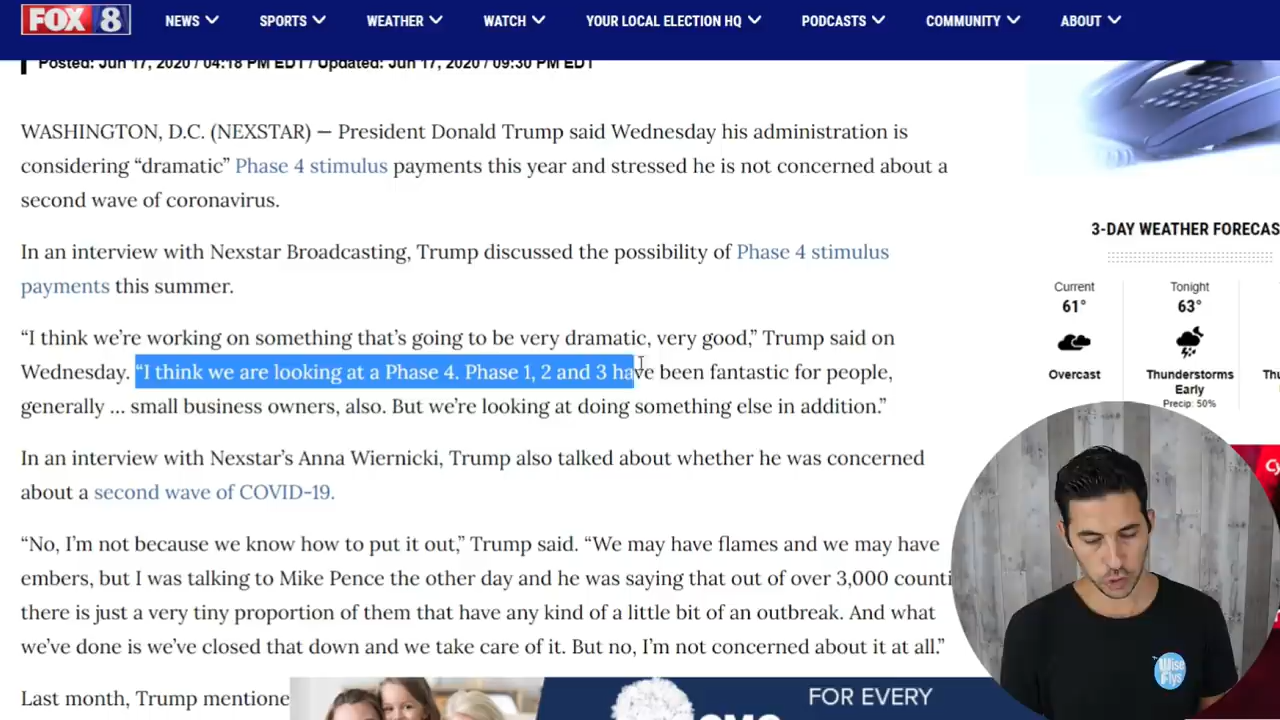 FOX 8 NEWS SPORTS WEATHER WATCH YOUR LOCAL ELECTION HQ PODCASTS COMMUNITY ABOUT
Posted: Jun 17, 2020 / 04:18 PM EDT / Updated: Jun 17, 2020 / 09:30 PM EDT
WASHINGTON, D.C. (NEXSTAR) — President Donald Trump said Wednesday his administration is
considering “dramatic” Phase 4 stimulus payments this year and stressed he is not concerned about a
second wave of coronavirus.
In an interview with Nexstar Broadcasting, Trump discussed the possibility of Phase 4 stimulus
payments this summer.
“I think we’re working on something that’s going to be very dramatic, very good,” Trump said on
Wednesday. “I think we are looking at a Phase 4. Phase 1, 2 and 3 have been fantastic for people,
generally … small business owners, also. But we’re looking at doing something else in addition.”
In an interview with Nexstar’s Anna Wiernicki, Trump also talked about whether he was concerned
about a second wave of COVID-19.
“No, I’m not because we know how to put it out,” Trump said. “We may have flames and we may have
embers, but I was talking to Mike Pence the other day and he was saying that out of over 3,000 counti
there is just a very tiny proportion of them that have any kind of a little bit of an outbreak. And what
we’ve done is we’ve closed that down and we take care of it. But no, I’m not concerned about it at all.”
Last month, Trump mentione
3-DAY WEATHER FORECAS
Current
61°
Overcast
Tonight
63°
Thunderstorms
Early
Precip: 50%
Thu
FOR EVERY
Wise
Flys